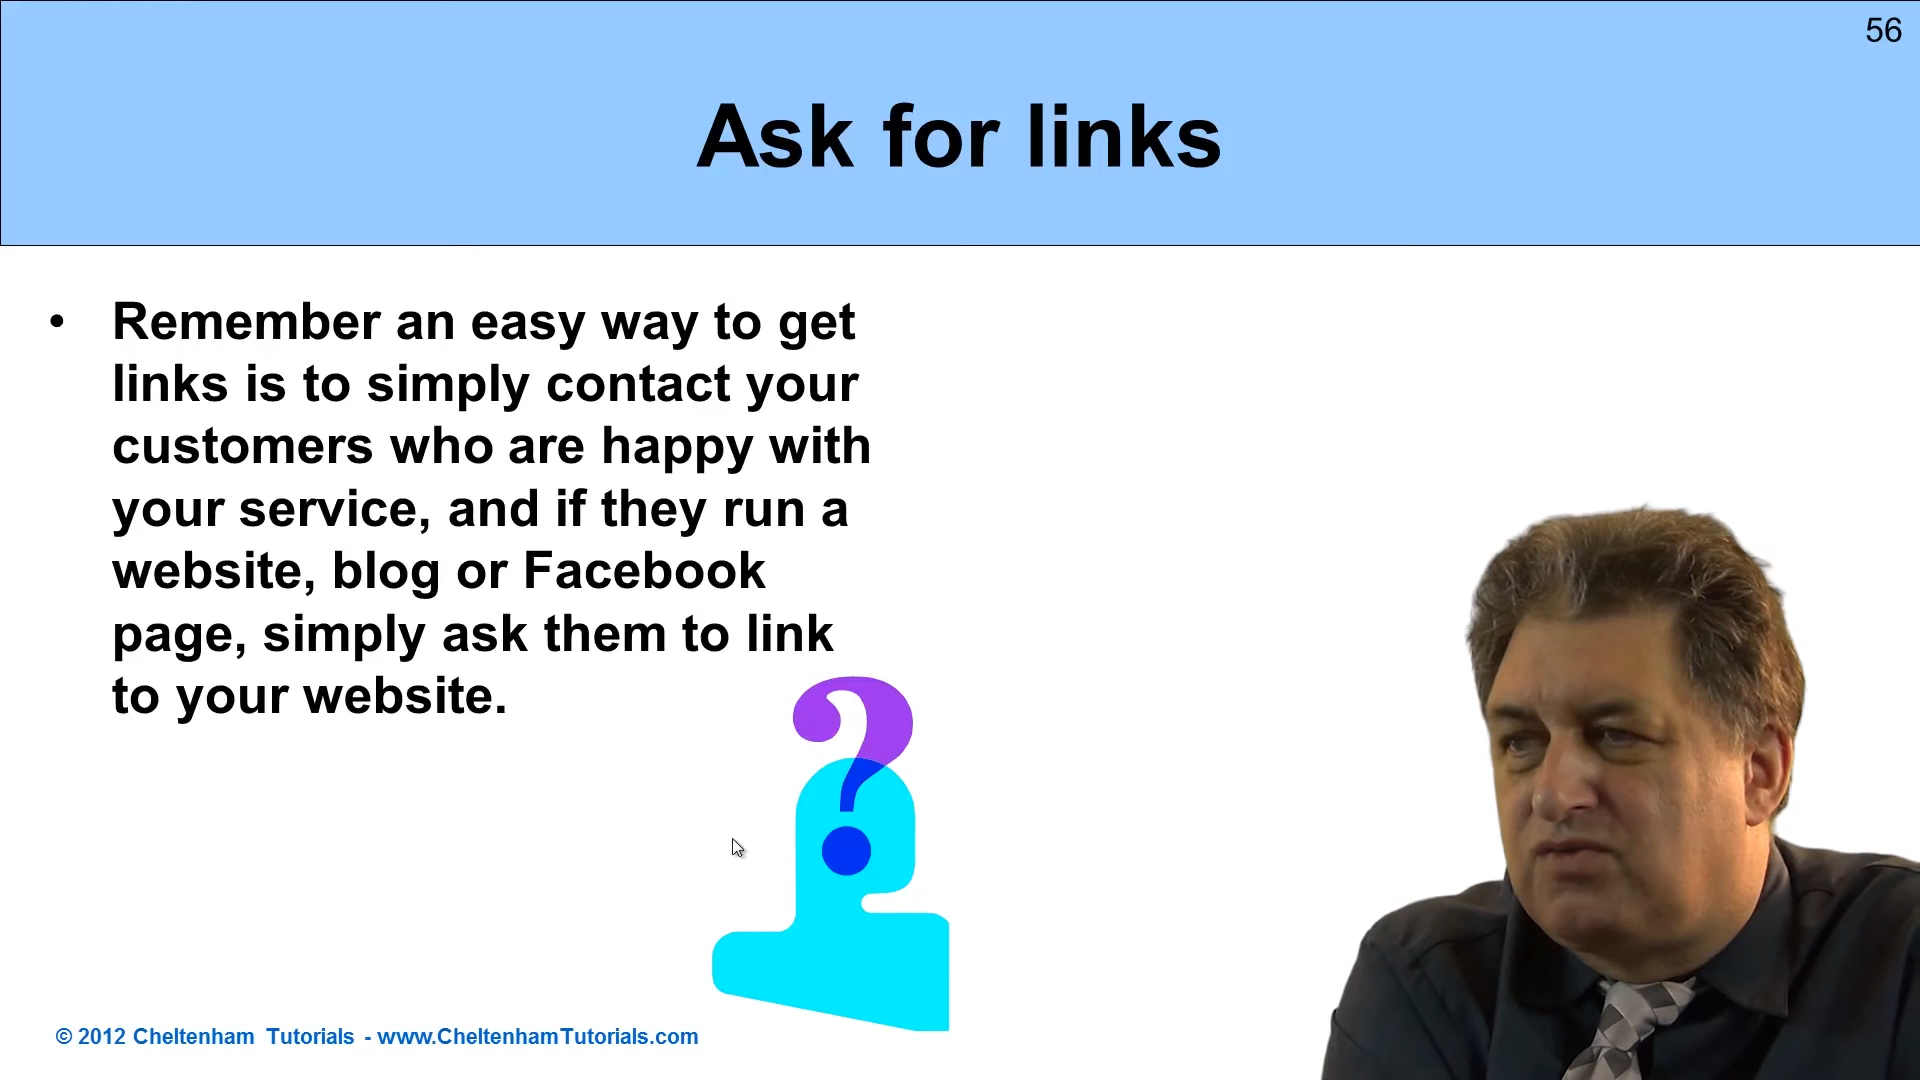 56
Ask for links
• Remember an easy way to get
links is to simply contact your
customers who are happy with
your service, and if they run a
website, blog or Facebook
page, simply ask them to link
to your website.
?
© 2012 Cheltenham Tutorials - www.CheltenhamTutorials.com